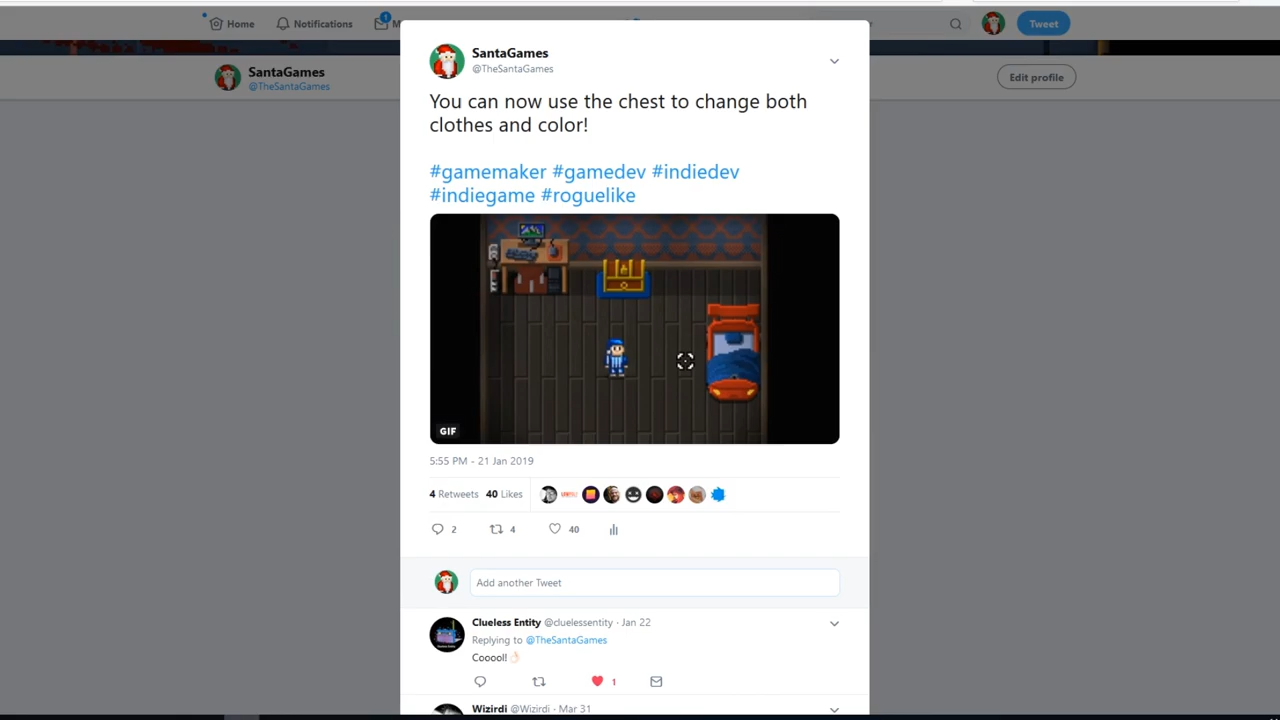 Home
Notifications
1
M
Tweet
SantaGames
@TheSantaGames
Edit profile
SantaGames
@TheSantaGames
You can now use the chest to change both
clothes and color!
#gamemaker #gamedev #indiedev
#indiegame #roguelike
GIF
5:55 PM - 21 Jan 2019
4 Retweets 40 Likes
2 4 40
Add another Tweet
Clueless Entity @cluelessentity · Jan 22
Replying to @TheSantaGames
Cooool!👌🏻
1
Wizirdi @Wizirdi · Mar 31